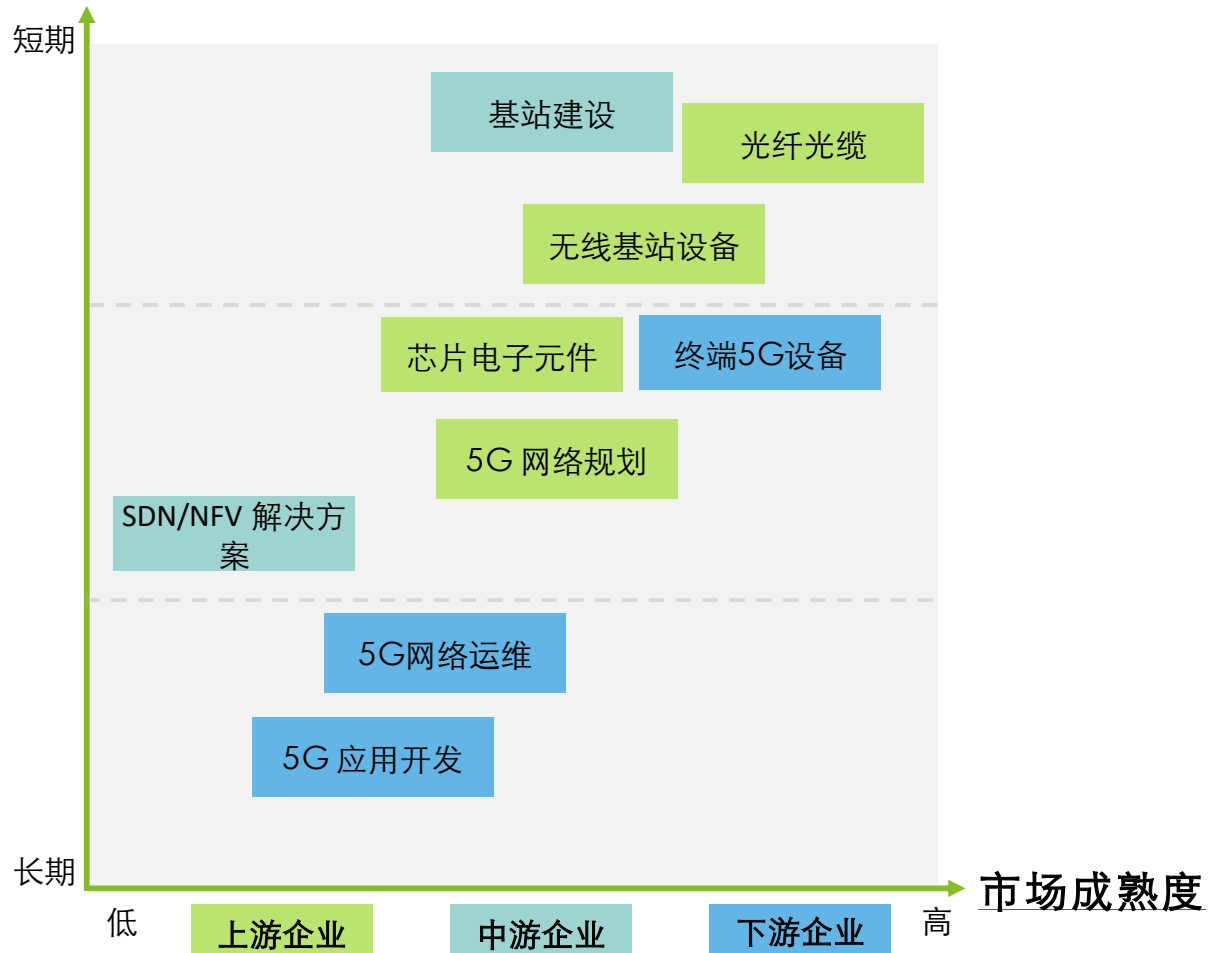 短期
基站建设
光纤光缆
无线基站设备
芯片电子元件
终端5G设备
5G 网络规划
SDN/NFV 解决方
案
5G网络运维
5G 应用开发
长期
市场成熟度
低
上游企业
中游企业
下游企业
高